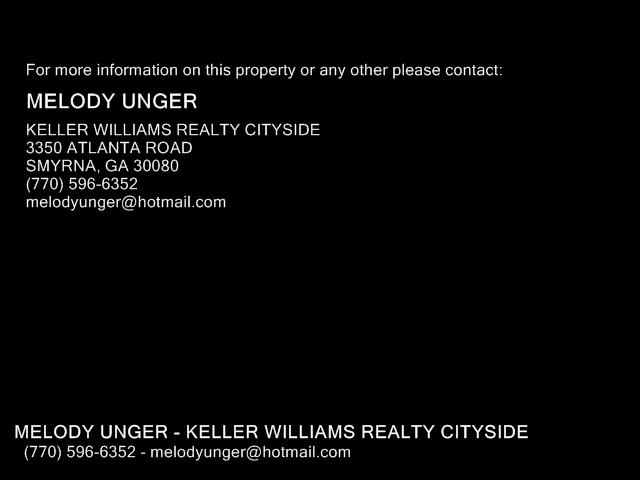 For more information on this property or any other please contact:
MELODY UNGER
KELLER WILLIAMS REALTY CITYSIDE
3350 ATLANTA ROAD
SMYRNA, GA 30080
(770) 596-6352
melodyunger@hotmail.com
MELODY UNGER - KELLER WILLIAMS REALTY CITYSIDE
(770) 596-6352 - melodyunger@hotmail.com